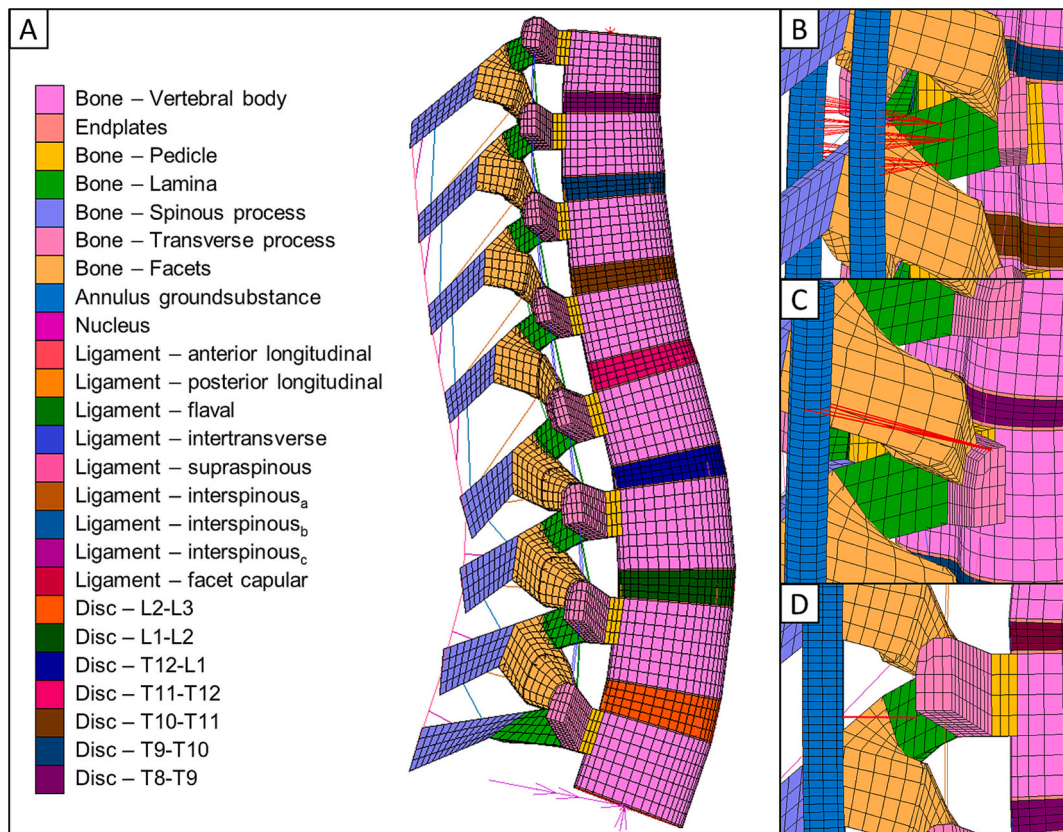 A
Bone – Vertebral body
Endplates
Bone – Pedicle
Bone – Lamina
Bone – Spinous process
Bone – Transverse process
Bone – Facets
Annulus groundsubstance
Nucleus
Ligament – anterior longitudinal
Ligament – posterior longitudinal
Ligament – flaval
Ligament – intertransverse
Ligament – supraspinous
Ligament – interspinousa
Ligament – interspinousb
Ligament – interspinousc
Ligament – facet capular
Disc – L2-L3
Disc – L1-L2
Disc – T12-L1
Disc – T11-T12
Disc – T10-T11
Disc – T9-T10
Disc – T8-T9
B
C
D